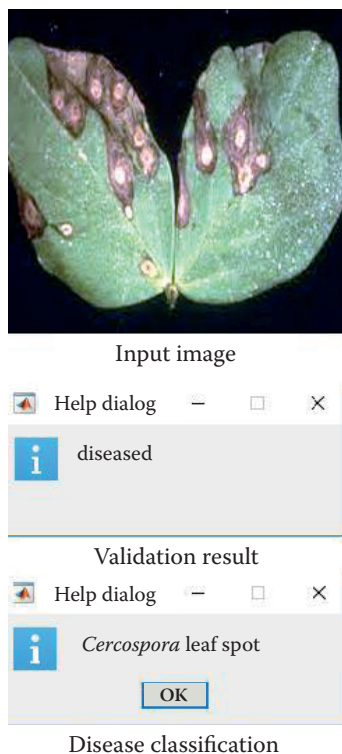 Input image
Help dialog
diseased
Validation result
Help dialog
Cercospora leaf spot
OK
Disease classification